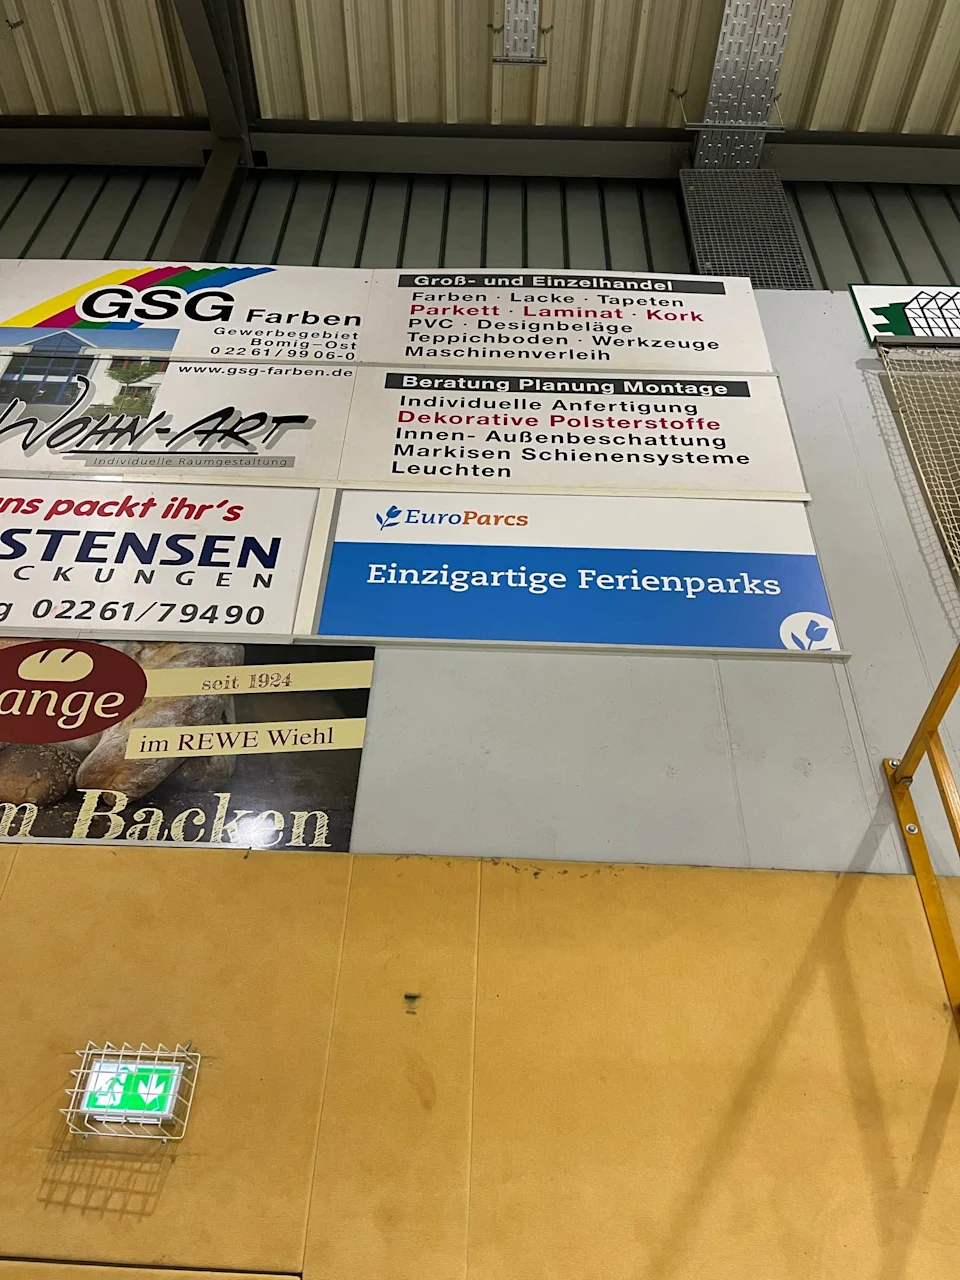 GSG Farben
Gewerbegebiet
Bomig-Ost
02261/9906-0
www.gsg-farben.de
Groß- und Einzelhandel
Farben · Lacke · Tapeten
Parkett · Laminat · Kork
PVC · Designbeläge
Teppichboden · Werkzeuge
Maschinenverleih
WOHN-ART
Individuelle Raumgestaltung
Beratung Planung Montage
Individuelle Anfertigung
Dekorative Polsterstoffe
Innen- Außenbeschattung
Markisen Schienensysteme
Leuchten
ns packt ihr's
STENSEN
CKUNGEN
g 02261/79490
EuroParcs
Einzigartige Ferienparks
ange
seit 1924
im REWE Wiehl
m Backen